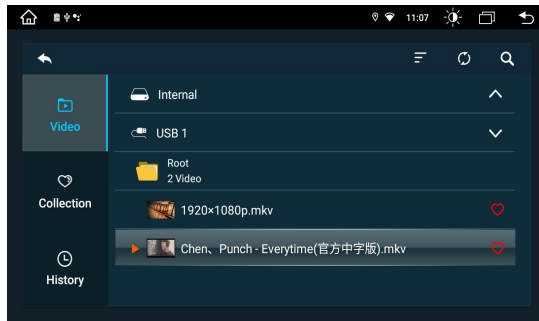 11:07
Internal
Video
USB 1
Root
2 Video
Collection
1920×1080p.mkv
Chen、Punch - Everytime(官方中字版).mkv
History